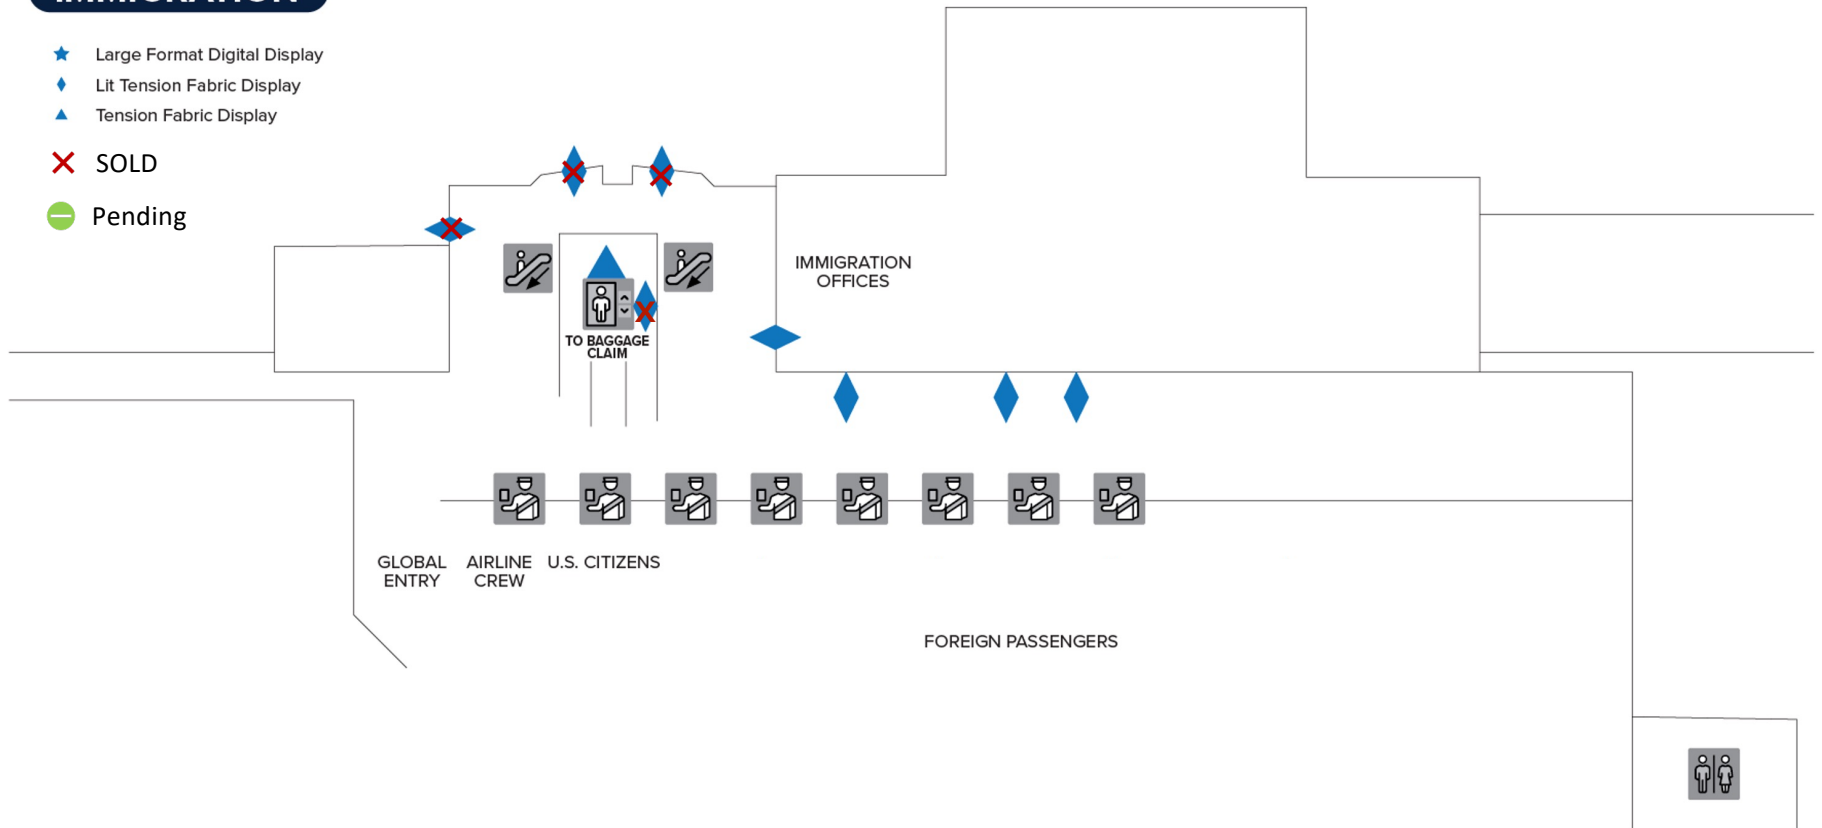 IMMIGRATION
Large Format Digital Display
Lit Tension Fabric Display
Tension Fabric Display
SOLD
Pending
IMMIGRATION
OFFICES
TO BAGGAGE
CLAIM
GLOBAL
ENTRY
AIRLINE
CREW
U.S. CITIZENS
FOREIGN PASSENGERS